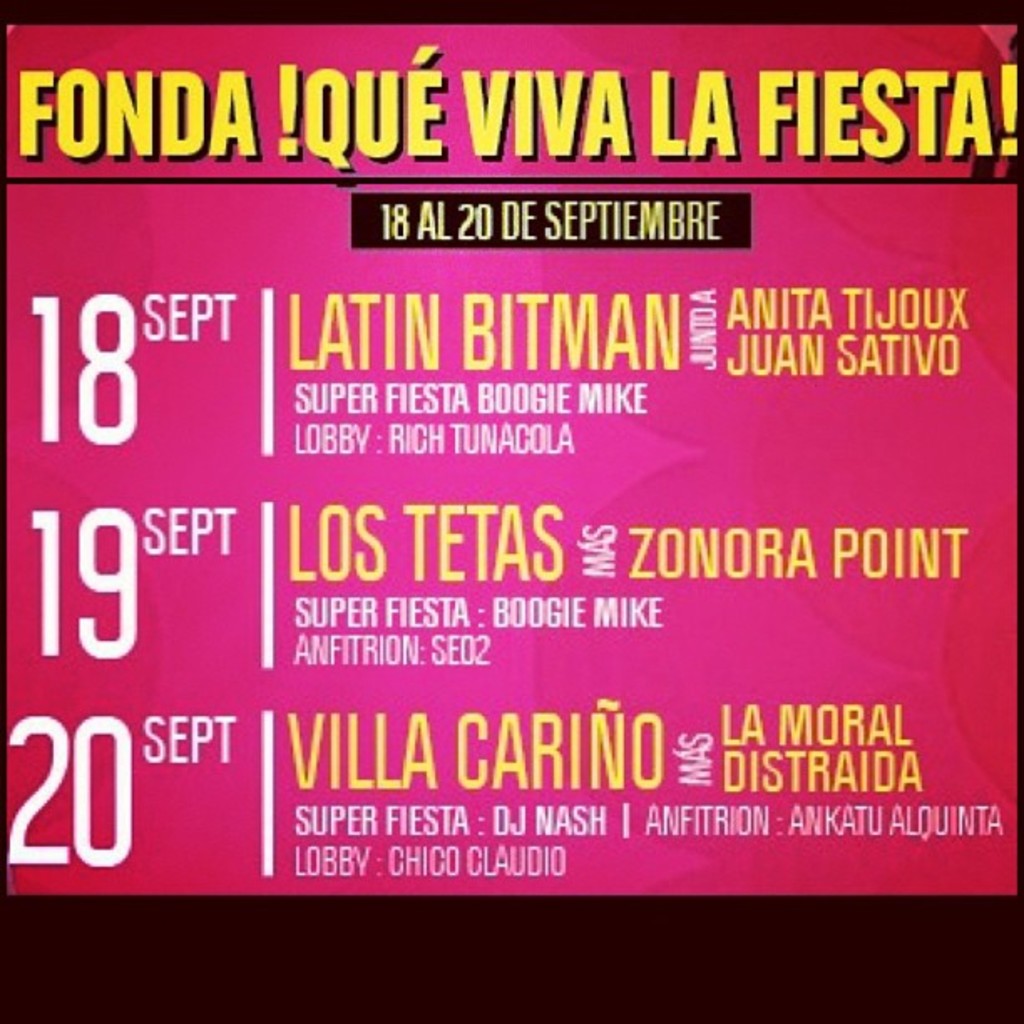 FONDA !QUÉ VIVA LA FIESTA!
18 AL 20 DE SEPTIEMBRE
18 SEPT
LATIN BITMAN JUNTO A ANITA TIJOUX
JUAN SATIVO
SUPER FIESTA BOOGIE MIKE
LOBBY : RICH TUNACOLA
19 SEPT
LOS TETAS MÁS ZONORA POINT
SUPER FIESTA : BOOGIE MIKE
ANFITRION: SEO2
20 SEPT
VILLA CARIÑO MÁS LA MORAL
DISTRAIDA
SUPER FIESTA : DJ NASH | ANFITRION : ANKATU ALQUINTA
LOBBY : CHICO CLAUDIO